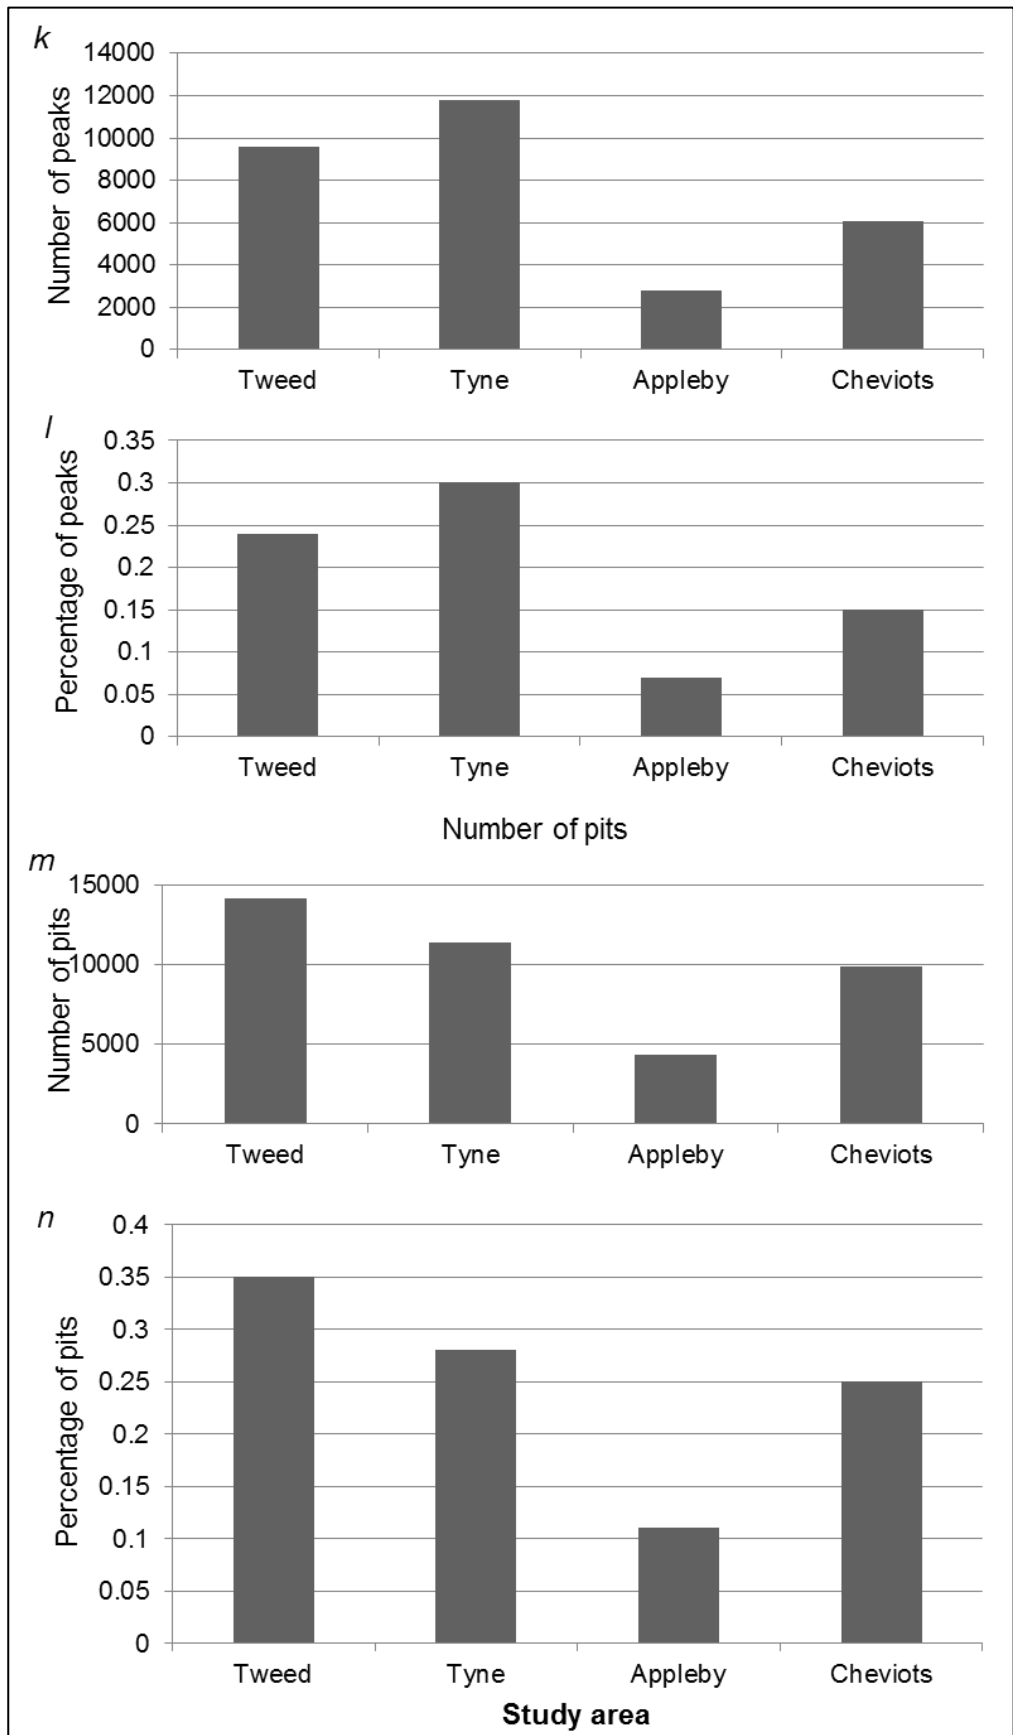 k
Number of peaks
14000
12000
10000
8000
6000
4000
2000
0
Tweed Tyne Appleby Cheviots
l
Percentage of peaks
0.35
0.3
0.25
0.2
0.15
0.1
0.05
0
Tweed Tyne Appleby Cheviots
Number of pits
m
Number of pits
15000
10000
5000
0
Tweed Tyne Appleby Cheviots
n
Percentage of pits
0.4
0.35
0.3
0.25
0.2
0.15
0.1
0.05
0
Tweed Tyne Appleby Cheviots
Study area